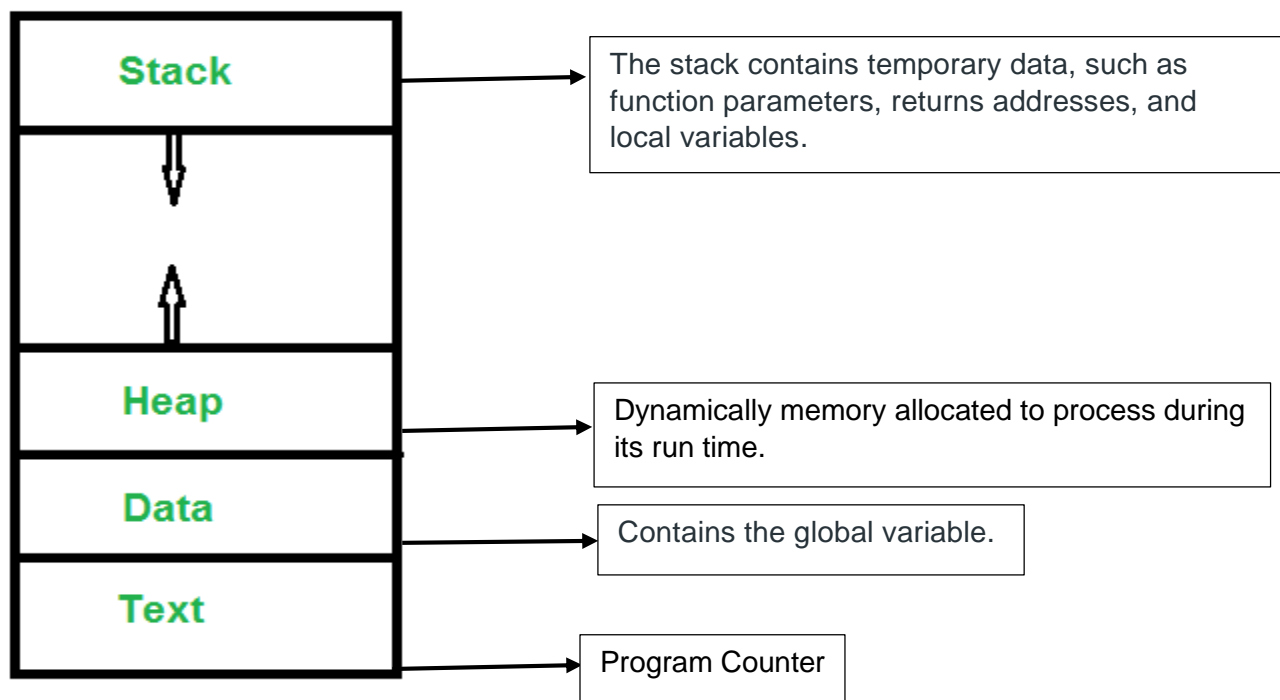 Stack
The stack contains temporary data, such as
function parameters, returns addresses, and
local variables.
Heap
Dynamically memory allocated to process during
its run time.
Data
Contains the global variable.
Text
Program Counter